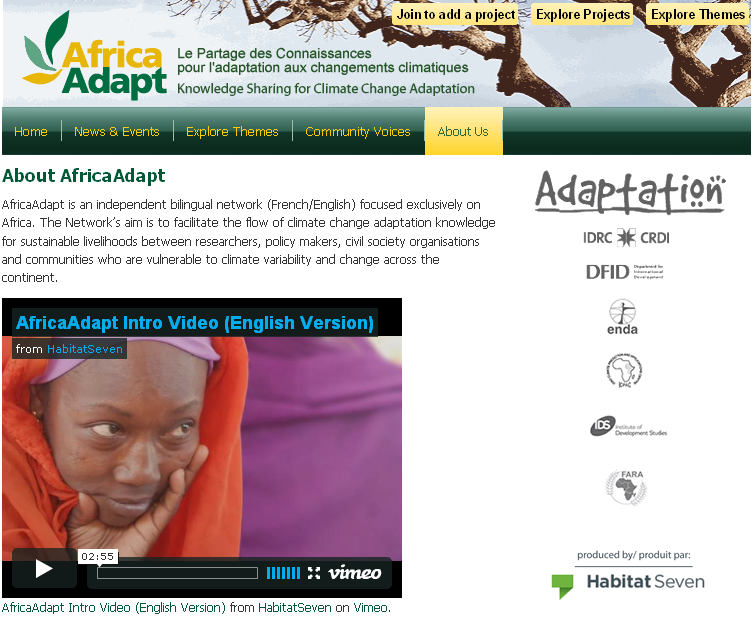 Join to add a project
Explore Projects
Explore Themes
Africa
Adapt
Le Partage des Connaissances
pour l'adaptation aux changements climatiques
Knowledge Sharing for Climate Change Adaptation
Home
News & Events
Explore Themes
Community Voices
About Us
About AfricaAdapt
AfricaAdapt is an independent bilingual network (French/English) focused exclusively on
Africa. The Network's aim is to facilitate the flow of climate change adaptation knowledge
for sustainable livelihoods between researchers, policy makers, civil society organisations
and communities who are vulnerable to climate variability and change across the
continent.
AfricaAdapt Intro Video (English Version)
from HabitatSeven
02:55
vimeo
AfricaAdapt Intro Video (English Version) from HabitatSeven on Vimeo.
Adaptation
IDRC CRDI
DFID Department for
International
Development
enda
IDS Institute of
Development Studies
FARA
produced by/ produit par:
Habitat Seven